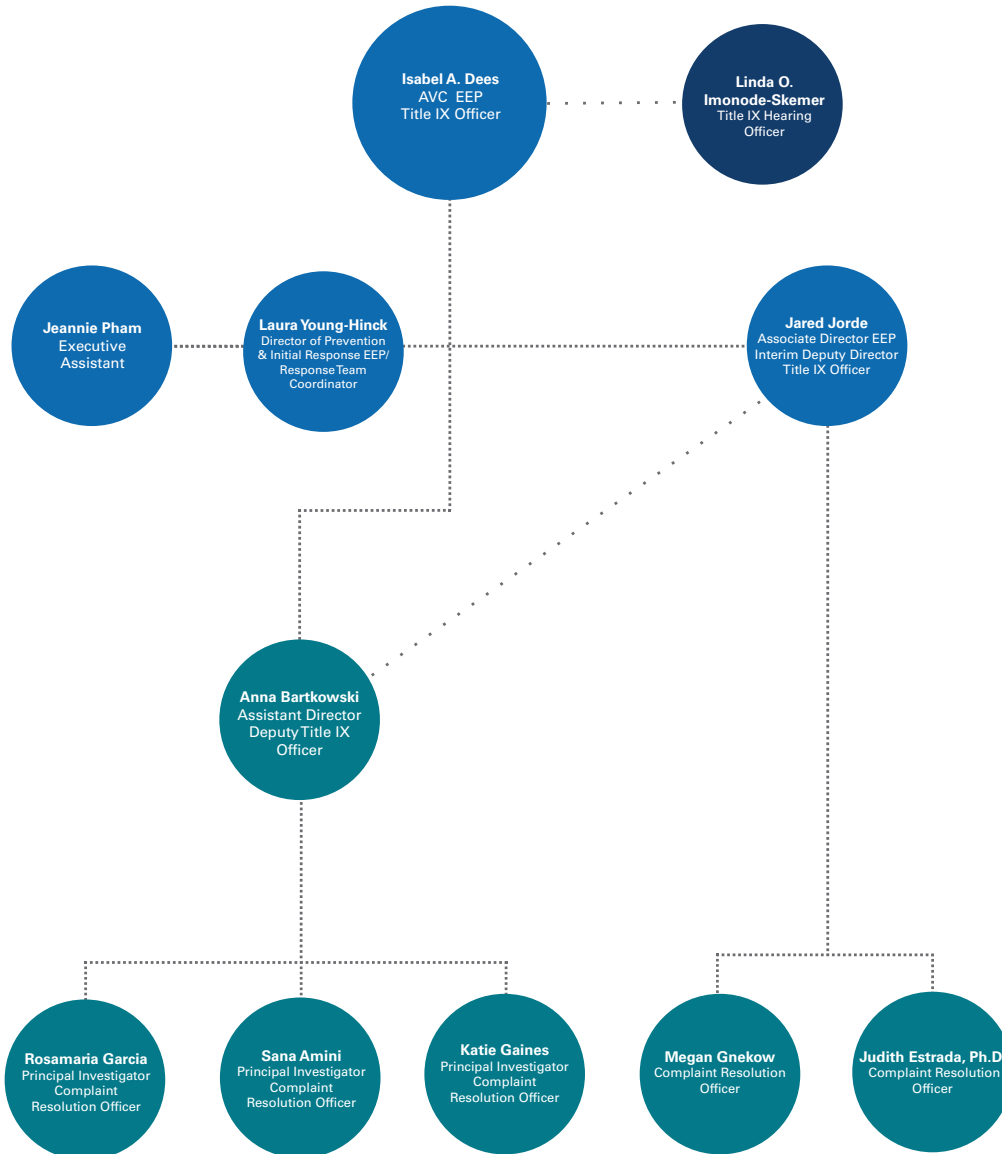 Isabel A. Dees
AVC EEP
Title IX Officer
Linda O.
Imonode-Skemer
Title IX Hearing
Officer
Jeannie Pham
Executive
Assistant
Laura Young-Hinck
Director of Prevention
& Initial Response EEP/
Response Team
Coordinator
Jared Jorde
Associate Director EEP
Interim Deputy Director
Title IX Officer
Anna Bartkowski
Assistant Director
Deputy Title IX
Officer
Rosamaria Garcia
Principal Investigator
Complaint
Resolution Officer
Sana Amini
Principal Investigator
Complaint
Resolution Officer
Katie Gaines
Principal Investigator
Complaint
Resolution Officer
Megan Gnekow
Complaint Resolution
Officer
Judith Estrada, Ph.D
Complaint Resolution
Officer